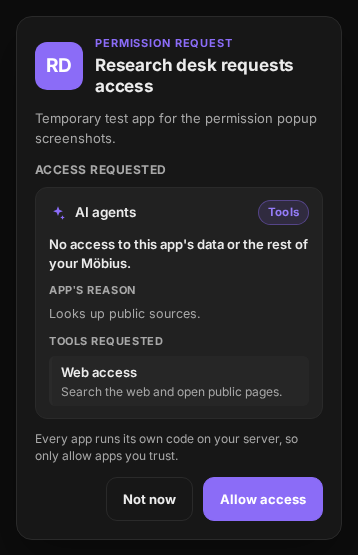 RD
PERMISSION REQUEST
Research desk requests
access
Temporary test app for the permission popup
screenshots.
ACCESS REQUESTED
AI agents
Tools
No access to this app's data or the rest of
your Möbius.
APP'S REASON
Looks up public sources.
TOOLS REQUESTED
Web access
Search the web and open public pages.
Every app runs its own code on your server, so
only allow apps you trust.
Not now
Allow access